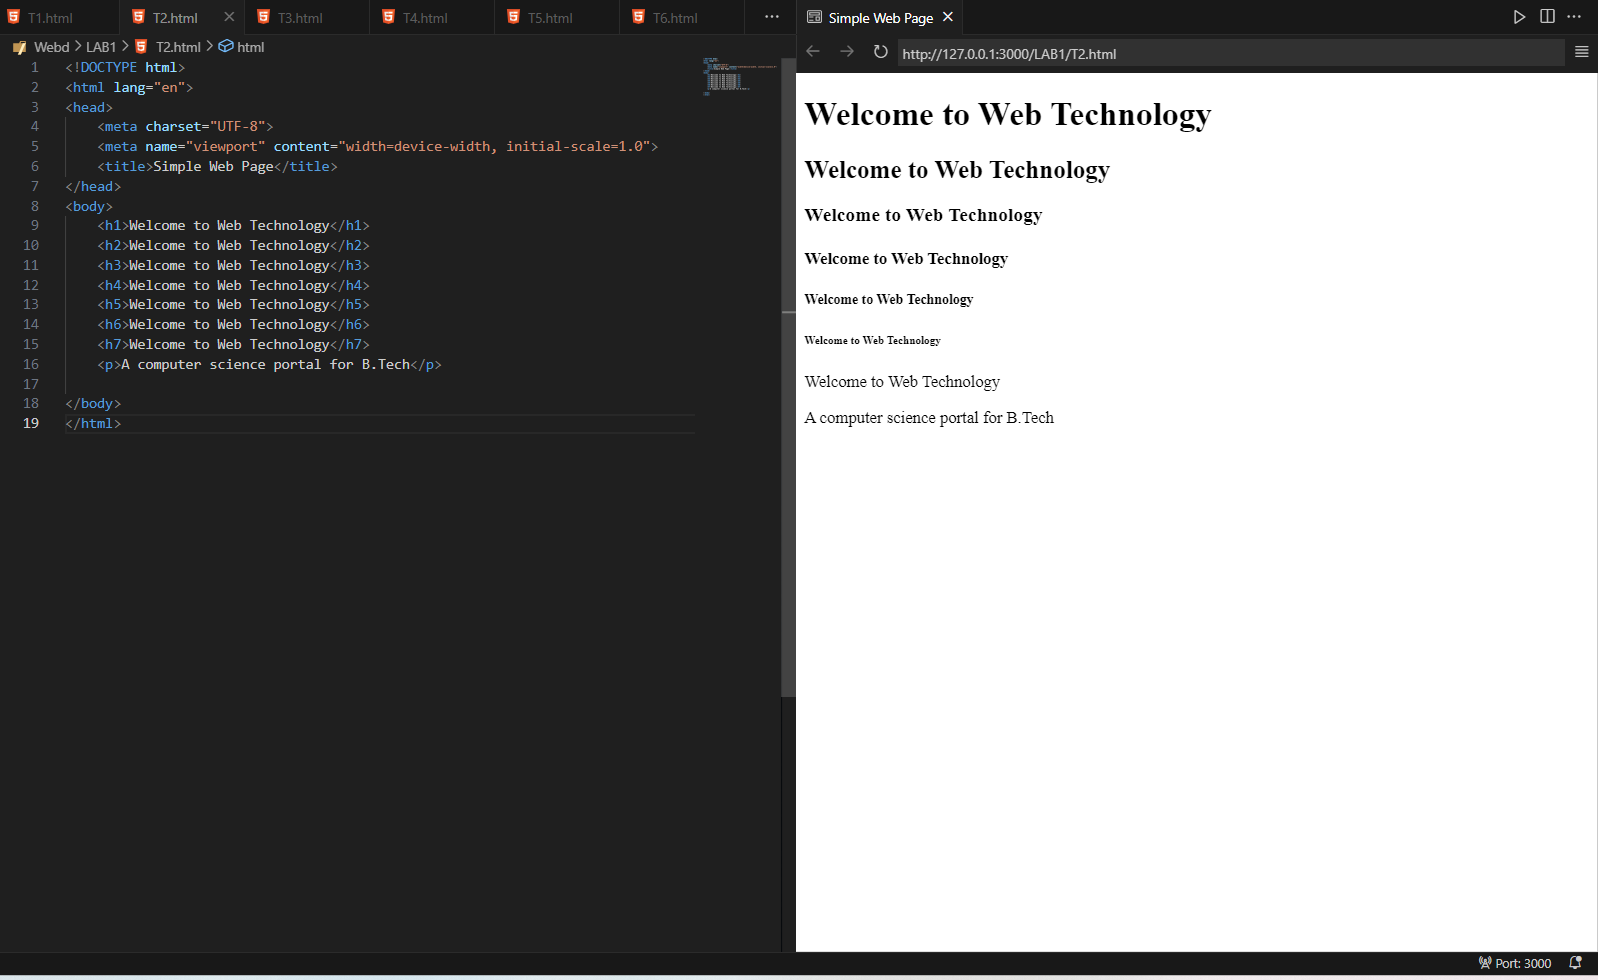 T1.html
T2.html
T3.html
T4.html
T5.html
T6.html
Webd > LAB1 > T2.html > html
1 <!DOCTYPE html>
2 <html lang="en">
3 <head>
4 <meta charset="UTF-8">
5 <meta name="viewport" content="width=device-width, initial-scale=1.0">
6 <title>Simple Web Page</title>
7 </head>
8 <body>
9 <h1>Welcome to Web Technology</h1>
10 <h2>Welcome to Web Technology</h2>
11 <h3>Welcome to Web Technology</h3>
12 <h4>Welcome to Web Technology</h4>
13 <h5>Welcome to Web Technology</h5>
14 <h6>Welcome to Web Technology</h6>
15 <h7>Welcome to Web Technology</h7>
16 <p>A computer science portal for B.Tech</p>
17
18 </body>
19 </html>
Simple Web Page
http://127.0.0.1:3000/LAB1/T2.html
Welcome to Web Technology
Welcome to Web Technology
Welcome to Web Technology
Welcome to Web Technology
Welcome to Web Technology
Welcome to Web Technology
Welcome to Web Technology
A computer science portal for B.Tech
Port: 3000